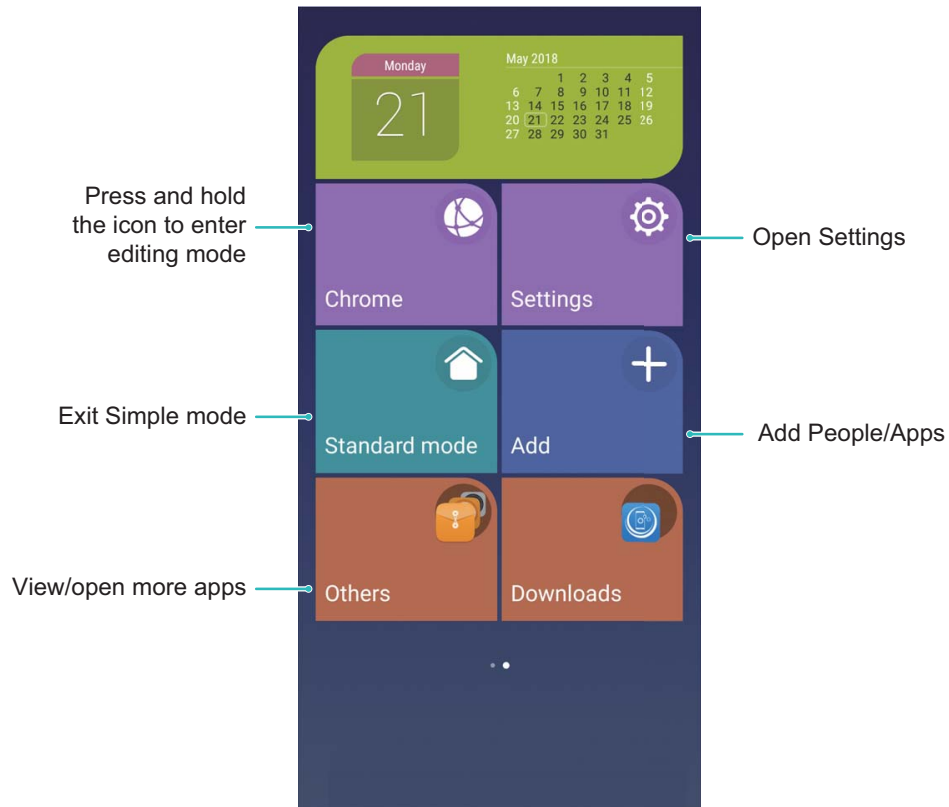 Monday
21
May 2018
1 2 3 4 5
6 7 8 9 10 11 12
13 14 15 16 17 18 19
20 21 22 23 24 25 26
27 28 29 30 31
Press and hold
the icon to enter
editing mode
Chrome
Settings
Open Settings
Exit Simple mode
Standard mode
Add
Add People/Apps
View/open more apps
Others
Downloads